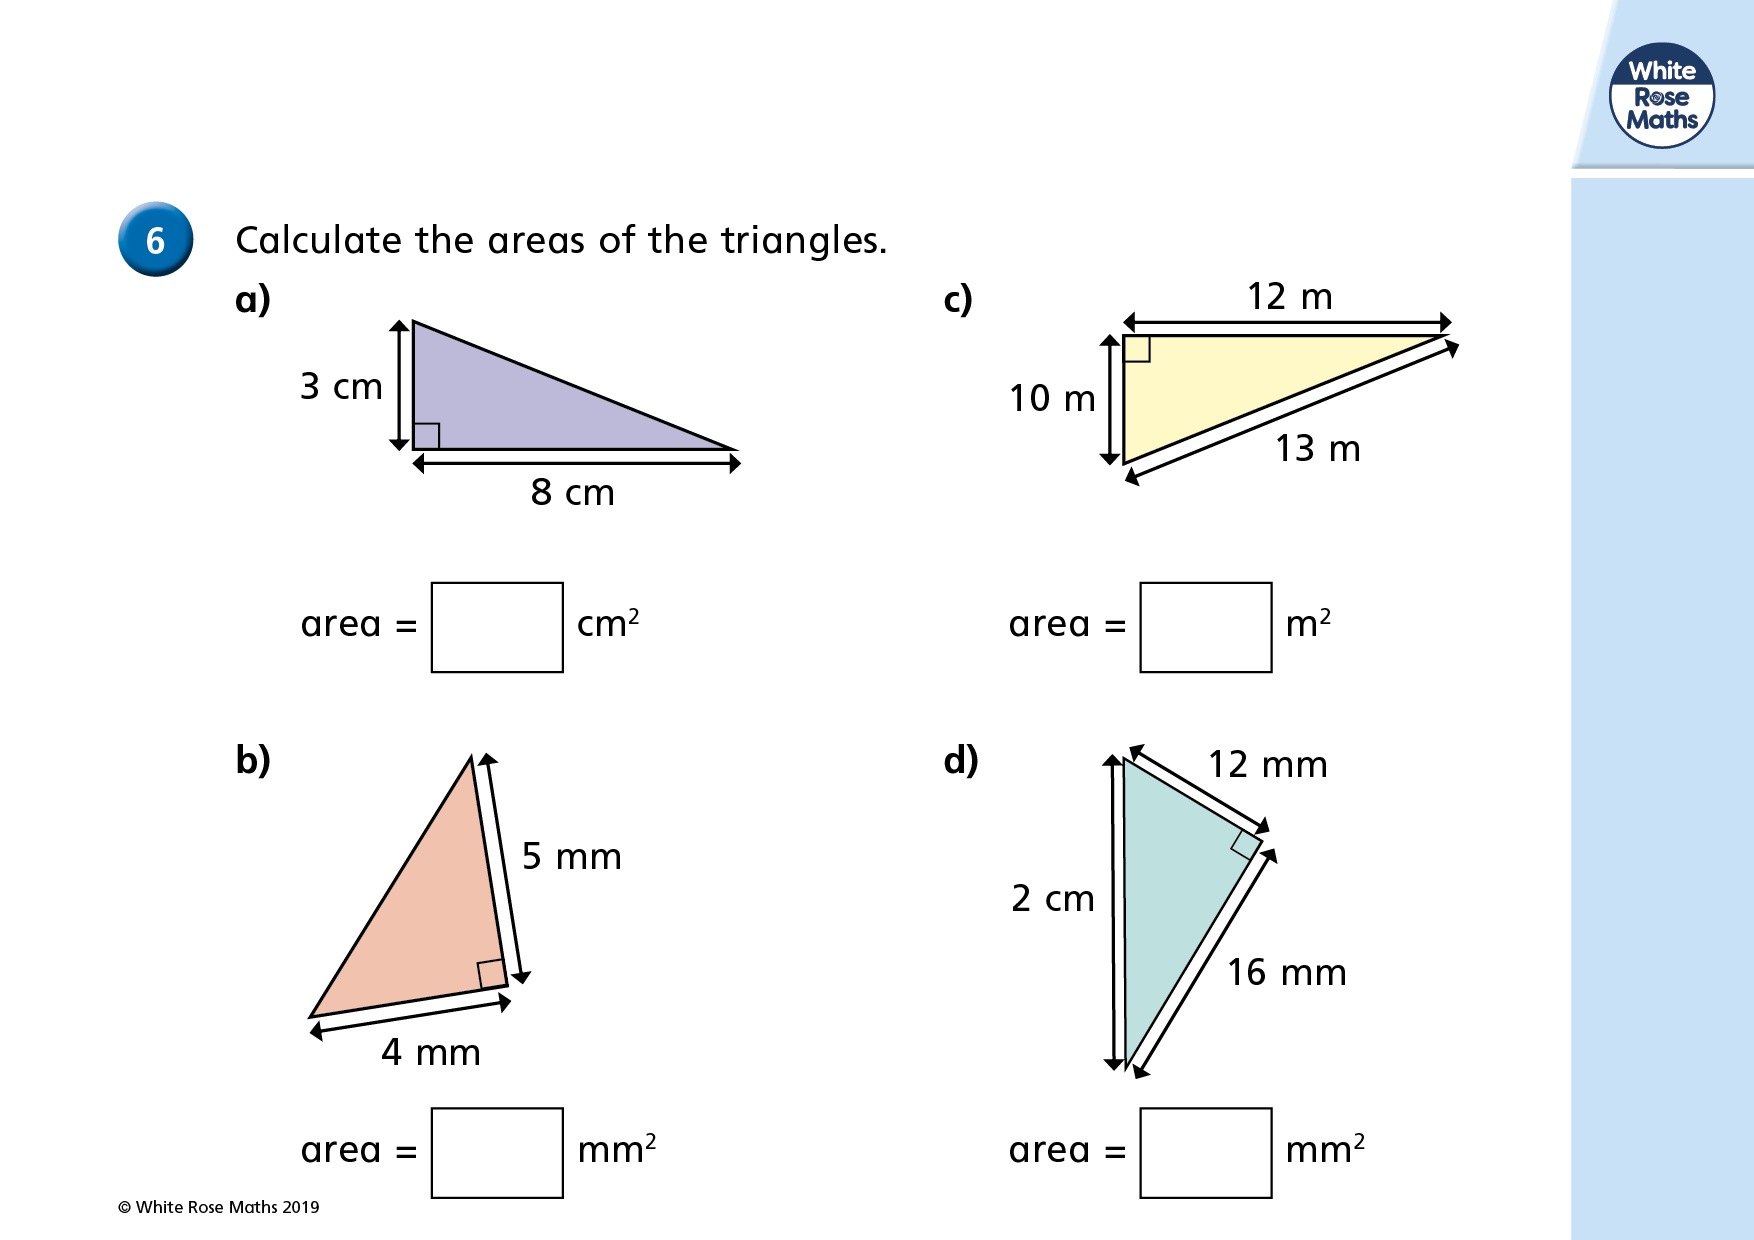 White
Rose
Maths
6 Calculate the areas of the triangles.
a)
3 cm
8 cm
area = cm²
b)
5 mm
4 mm
area = mm²
c)
12 m
10 m
13 m
area = m²
d)
12 mm
2 cm
16 mm
area = mm²
© White Rose Maths 2019